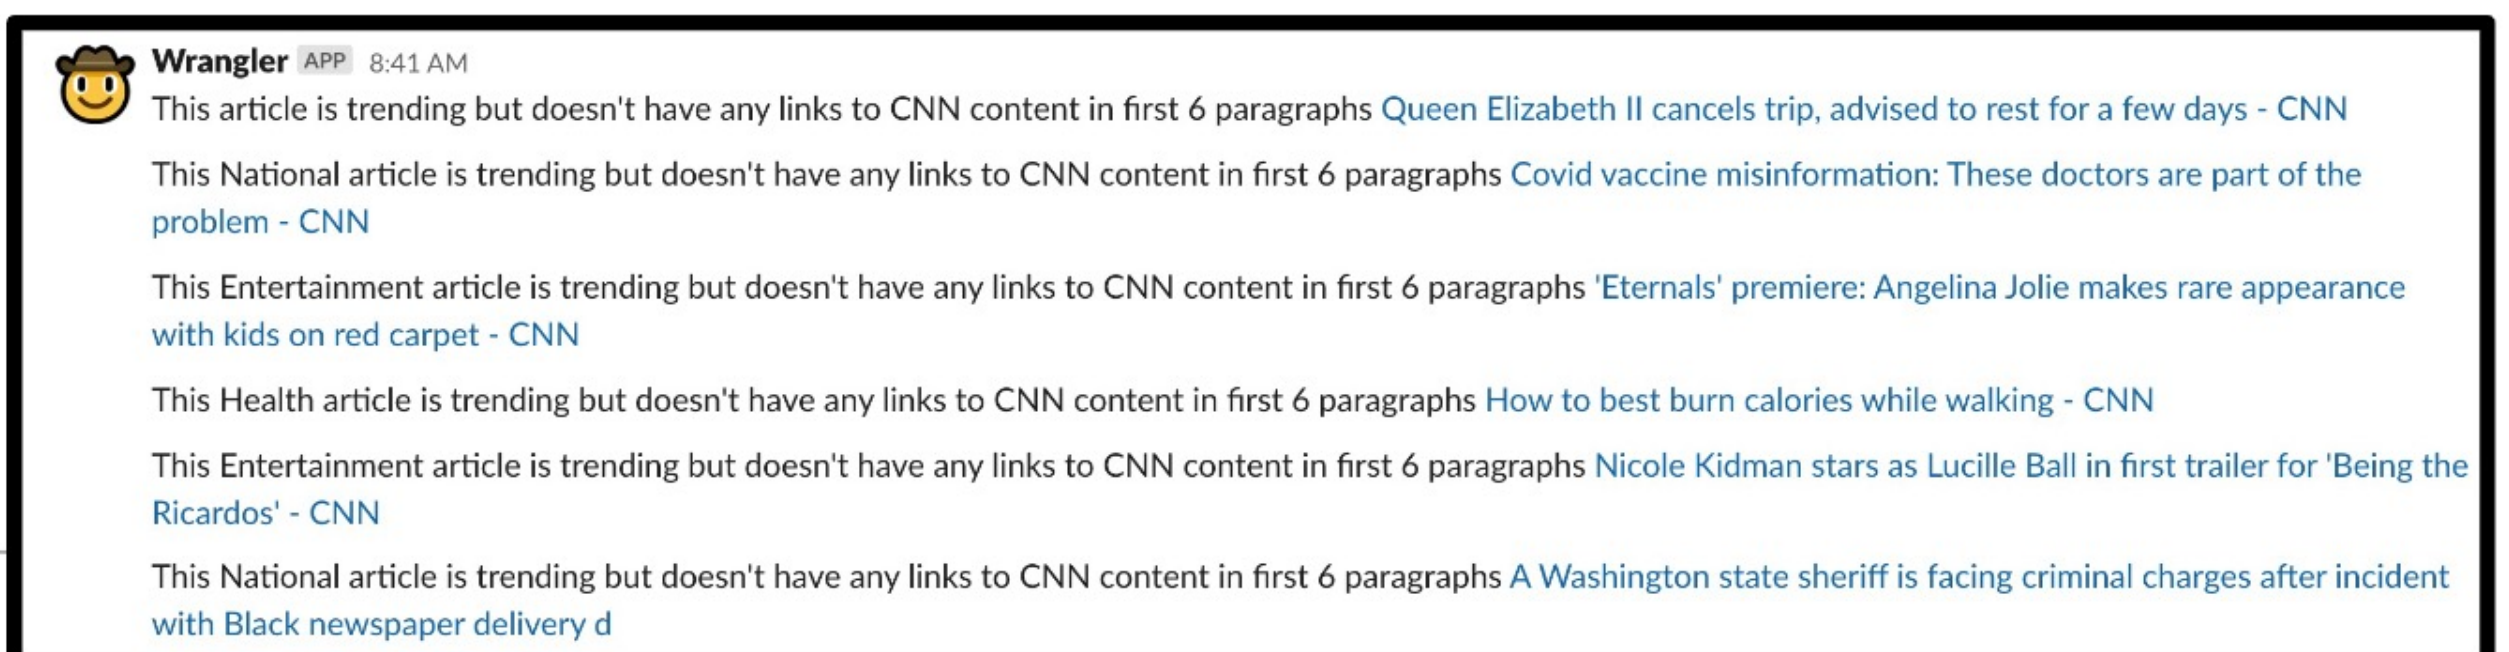 Wrangler APP 8:41 AM
This article is trending but doesn't have any links to CNN content in first 6 paragraphs Queen Elizabeth II cancels trip, advised to rest for a few days - CNN
This National article is trending but doesn't have any links to CNN content in first 6 paragraphs Covid vaccine misinformation: These doctors are part of the
problem - CNN
This Entertainment article is trending but doesn't have any links to CNN content in first 6 paragraphs 'Eternals' premiere: Angelina Jolie makes rare appearance
with kids on red carpet - CNN
This Health article is trending but doesn't have any links to CNN content in first 6 paragraphs How to best burn calories while walking - CNN
This Entertainment article is trending but doesn't have any links to CNN content in first 6 paragraphs Nicole Kidman stars as Lucille Ball in first trailer for 'Being the
Ricardos' - CNN
This National article is trending but doesn't have any links to CNN content in first 6 paragraphs A Washington state sheriff is facing criminal charges after incident
with Black newspaper delivery d